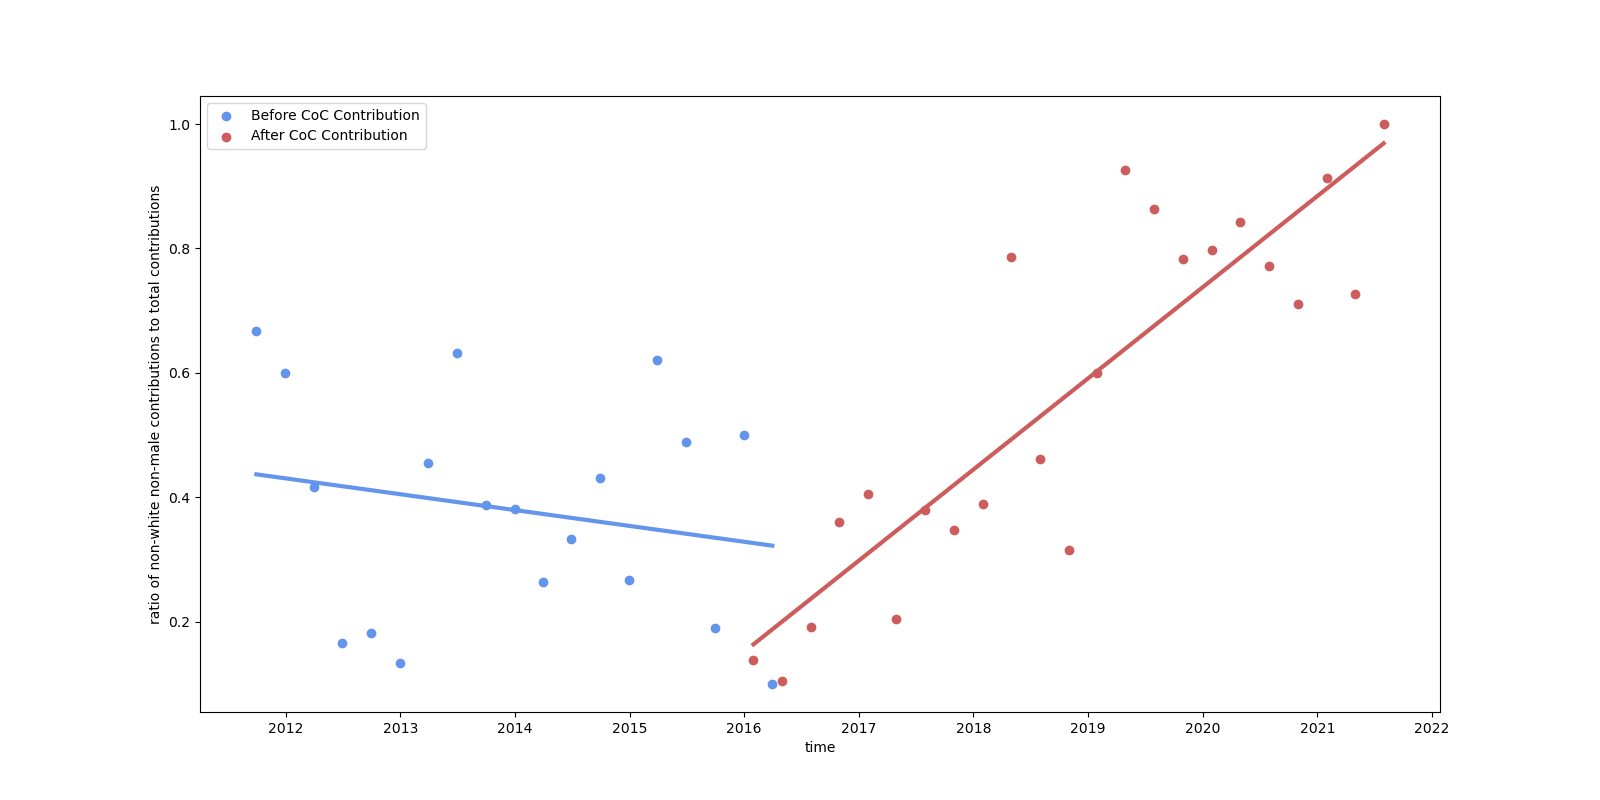 Before CoC Contribution
After CoC Contribution
ratio of non-white non-male contributions to total contributions
1.0
0.8
0.6
0.4
0.2
2012 2013 2014 2015 2016 2017 2018 2019 2020 2021 2022
time